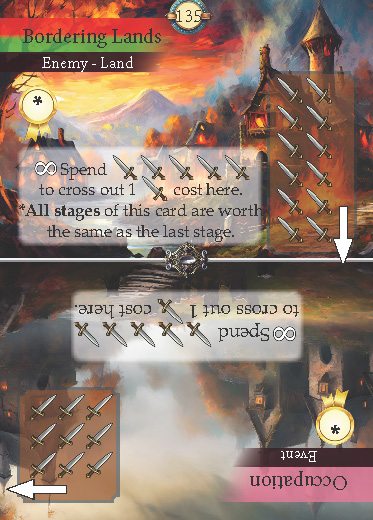 135
Bordering Lands
Enemy - Land
*
∞ Spend
to cross out 1 cost here.
*All stages of this card are worth
the same as the last stage.
Occupation
Event
*
∞ Spend
to cross out 1 cost here.